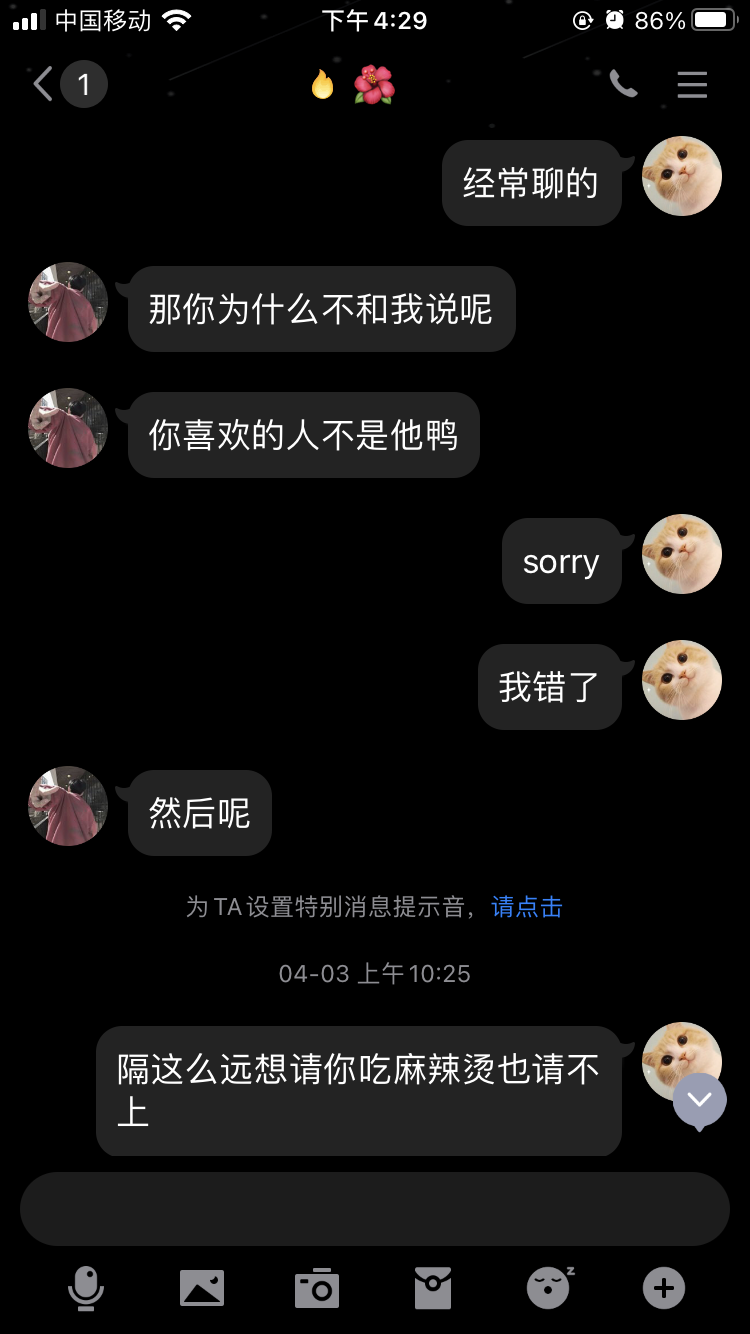 中国移动 下午4:29 86%
1
经常聊的
那你为什么不和我说呢
你喜欢的人不是他鸭
sorry
我错了
然后呢
为TA设置特别消息提示音，请点击
04-03 上午10:25
隔这么远想请你吃麻辣烫也请不
上
z